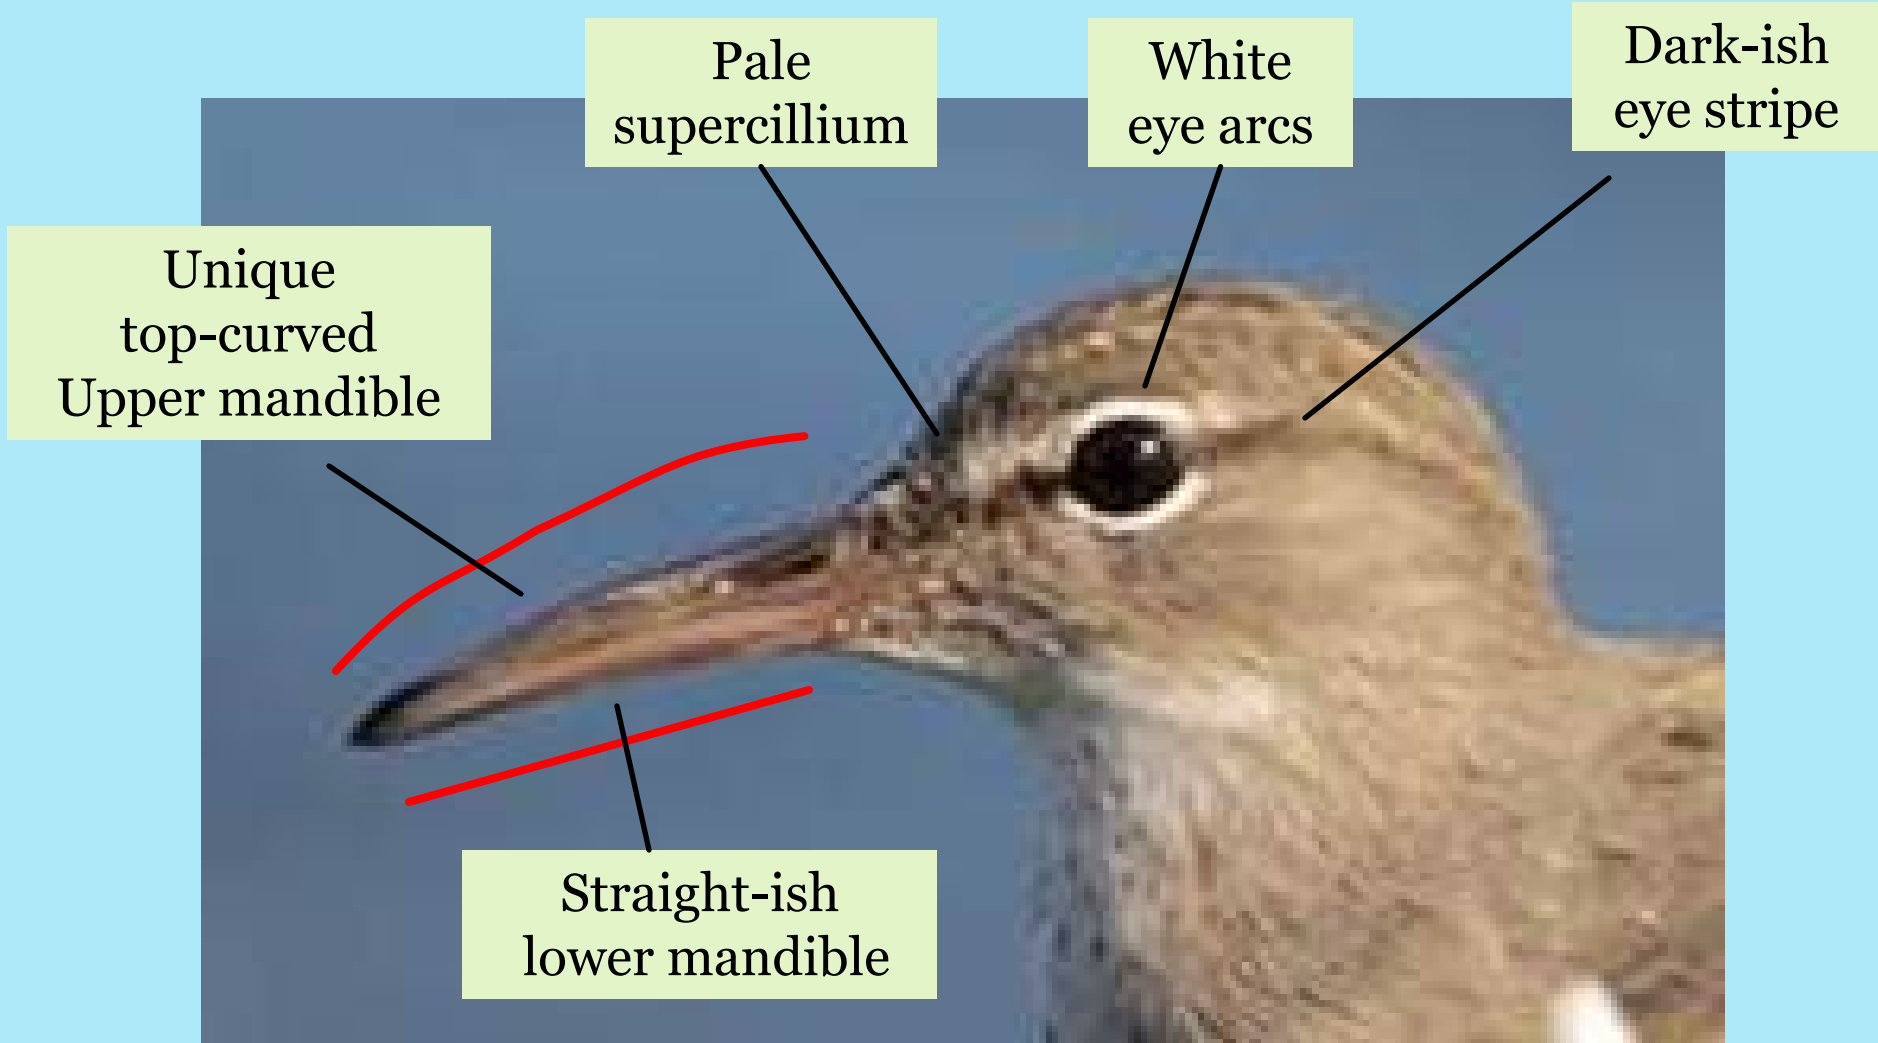 Pale
supercillium
White
eye arcs
Dark-ish
eye stripe
Unique
top-curved
Upper mandible
Straight-ish
lower mandible